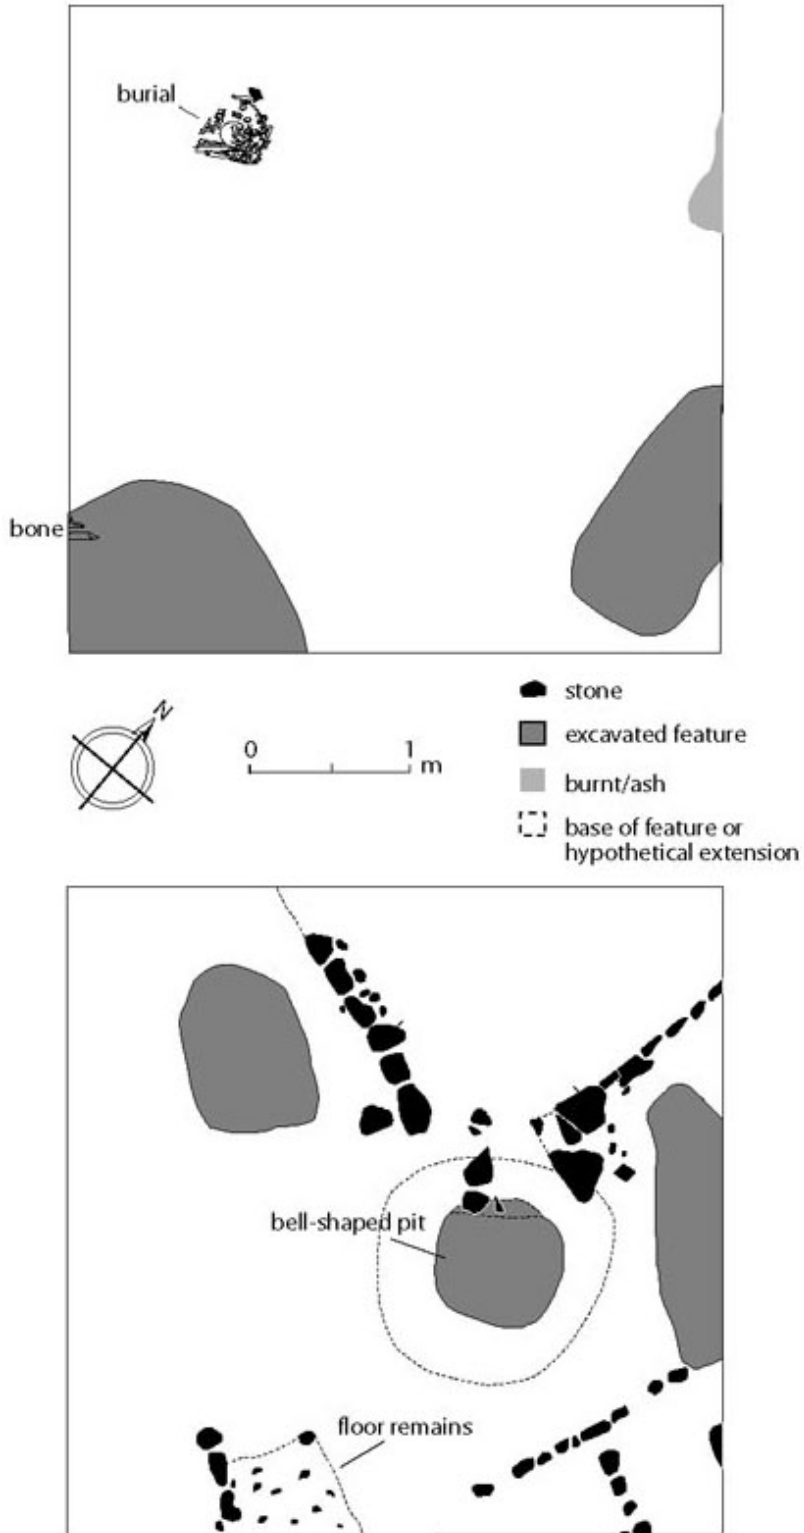 burial
bone
N
0 1
m
stone
excavated feature
burnt/ash
base of feature or
hypothetical extension
bell-shaped pit
floor remains